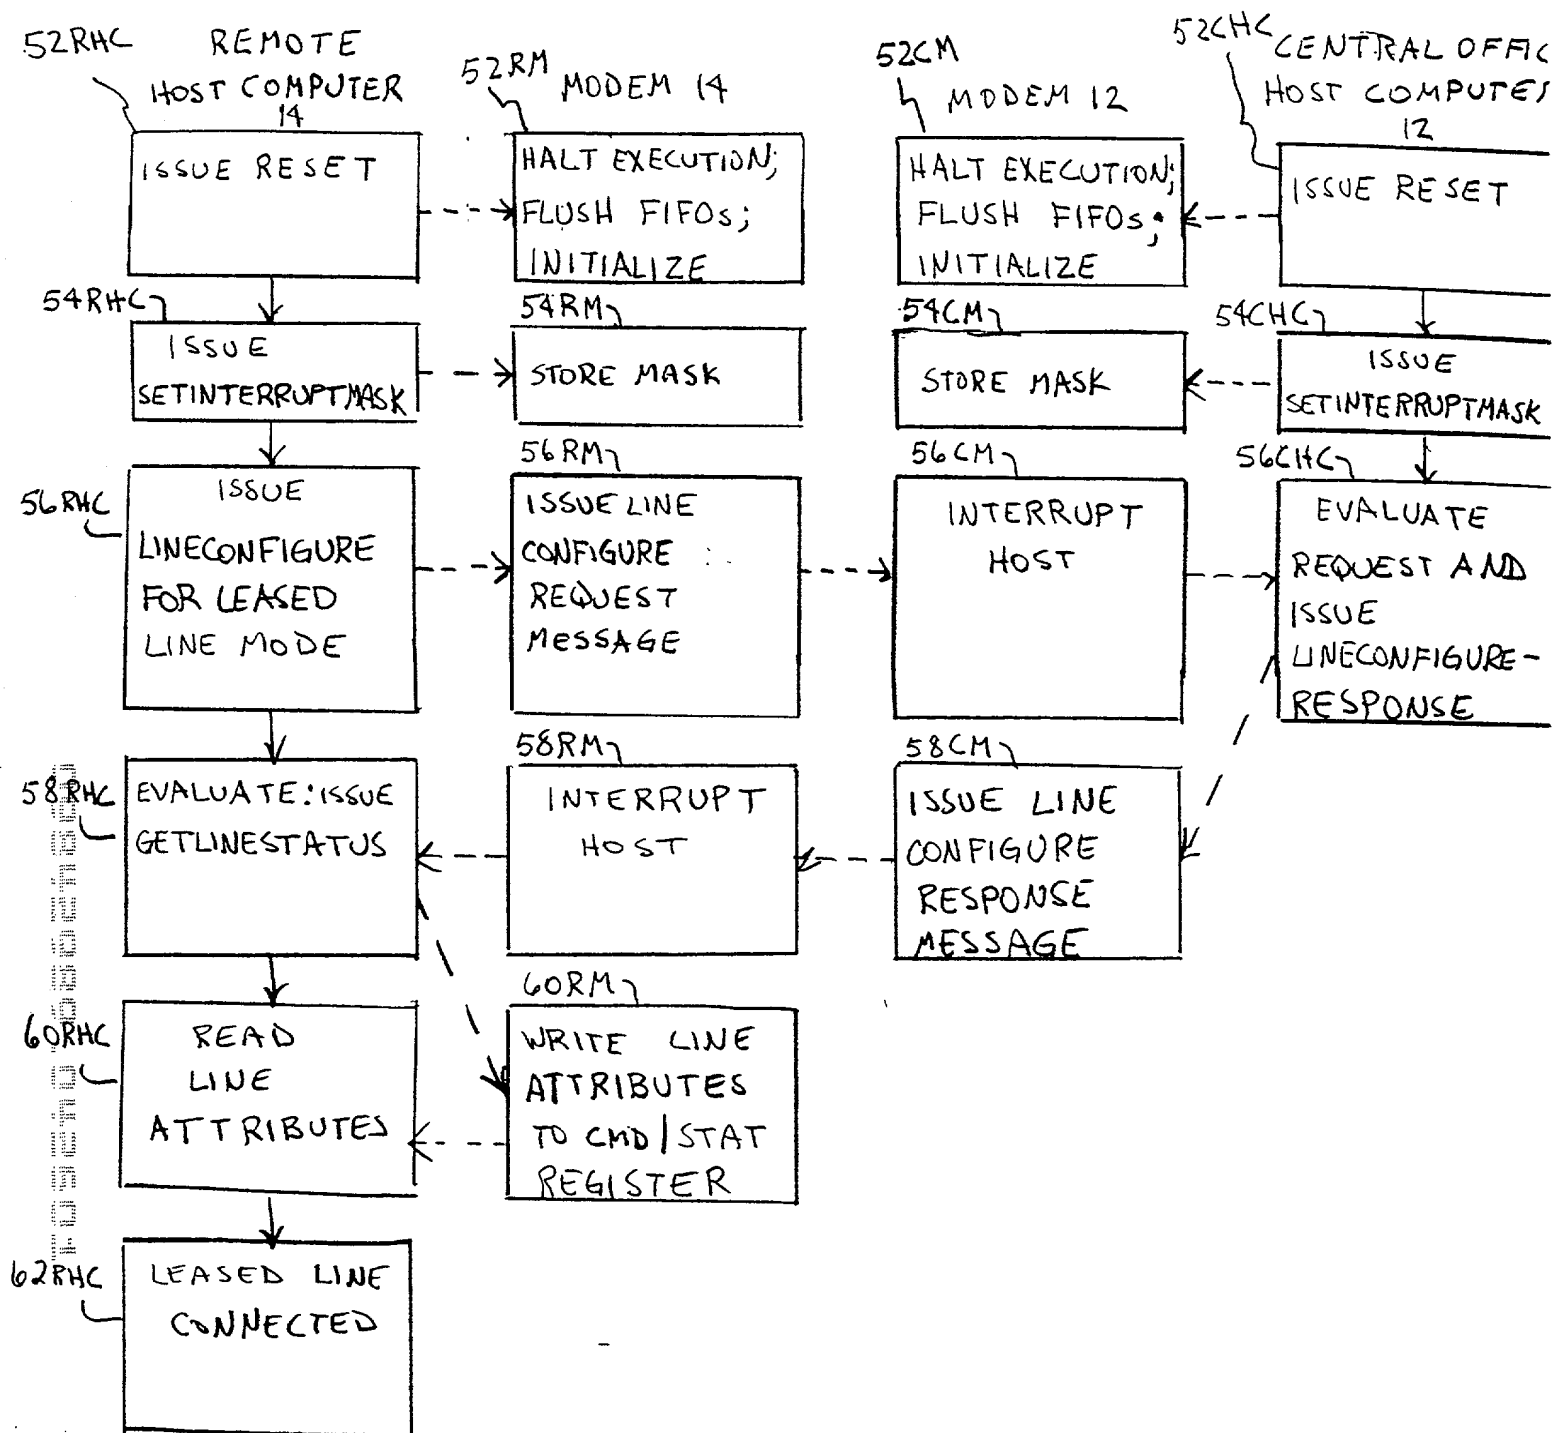 52RHC
REMOTE
HOST COMPUTER
14
52RM
MODEM 14
52CM
MODEM 12
52CHC
CENTRAL OFFIC
HOST COMPUTE
12
ISSUE RESET
HALT EXECUTION;
FLUSH FIFOs;
INITIALIZE
HALT EXECUTION;
FLUSH FIFOs;
INITIALIZE
ISSUE RESET
54RHC
ISSUE
SETINTERRUPTMASK
54RM
STORE MASK
54CM
STORE MASK
54CHC
ISSUE
SETINTERRUPTMASK
56RHC
ISSUE
LINECONFIGURE
FOR LEASED
LINE MODE
56RM
ISSUE LINE
CONFIGURE
REQUEST
MESSAGE
56CM
INTERRUPT
HOST
56CHC
EVALUATE
REQUEST AND
ISSUE
LINECONFIGURE-
RESPONSE
58RHC
EVALUATE: ISSUE
GETLINESTATUS
58RM
INTERRUPT
HOST
58CM
ISSUE LINE
CONFIGURE
RESPONSE
MESSAGE
60RHC
READ
LINE
ATTRIBUTES
60RM
WRITE LINE
ATTRIBUTES
TO CMD/STAT
REGISTER
62RHC
LEASED LINE
CONNECTED